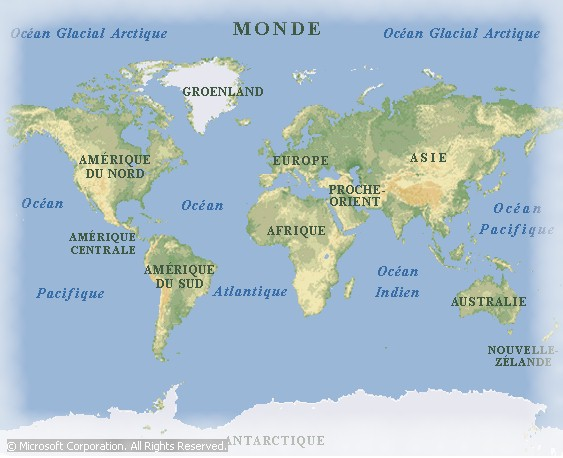 MONDE
Océan Glacial Arctique
Océan Glacial Arctique
GROENLAND
AMÉRIQUE
DU NORD
EUROPE
ASIE
PROCHE-
ORIENT
Océan
Océan
Océan
Pacifique
AFRIQUE
AMÉRIQUE
CENTRALE
AMÉRIQUE
DU SUD
Océan
Indien
Pacifique
Atlantique
AUSTRALIE
NOUVELLE-
ZÉLANDE
ANTARCTIQUE
© Microsoft Corporation. All Rights Reserved.